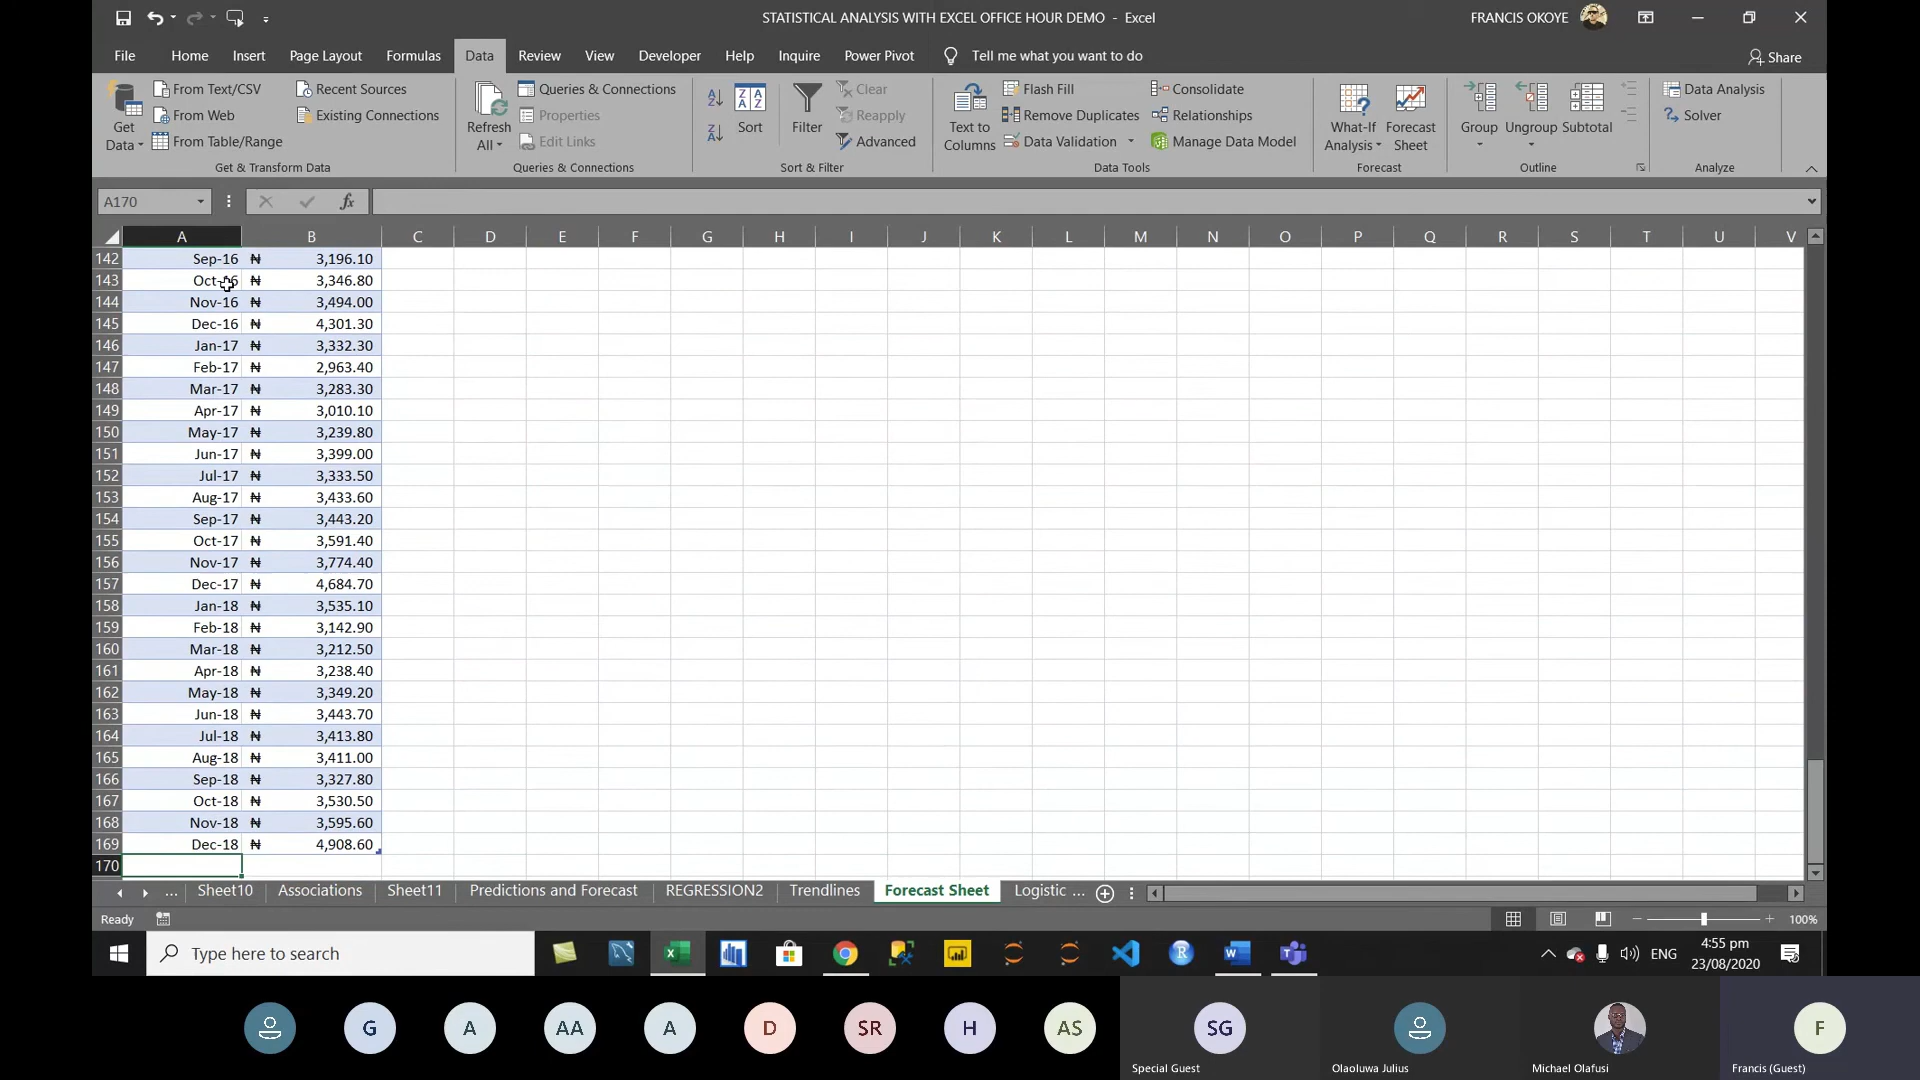 STATISTICAL ANALYSIS WITH EXCEL OFFICE HOUR DEMO - Excel
FRANCIS OKOYE
File Home Insert Page Layout Formulas Data Review View Developer Help Inquire Power Pivot Tell me what you want to do Share
Get Data
From Text/CSV
From Web
From Table/Range
Recent Sources
Existing Connections
Get & Transform Data
Refresh All
Queries & Connections
Properties
Edit Links
Queries & Connections
Sort
Filter
Clear
Reapply
Advanced
Sort & Filter
Text to Columns
Flash Fill
Remove Duplicates
Data Validation
Consolidate
Relationships
Manage Data Model
Data Tools
What-If Analysis
Forecast Sheet
Forecast
Group
Ungroup
Subtotal
Outline
Data Analysis
Solver
Analyze
A170 fx
A B C D E F G H I J K L M N O P Q R S T U V
142 Sep-16 ₦ 3,196.10
143 Oct-16 ₦ 3,346.80
144 Nov-16 ₦ 3,494.00
145 Dec-16 ₦ 4,301.30
146 Jan-17 ₦ 3,332.30
147 Feb-17 ₦ 2,963.40
148 Mar-17 ₦ 3,283.30
149 Apr-17 ₦ 3,010.10
150 May-17 ₦ 3,239.80
151 Jun-17 ₦ 3,399.00
152 Jul-17 ₦ 3,333.50
153 Aug-17 ₦ 3,433.60
154 Sep-17 ₦ 3,443.20
155 Oct-17 ₦ 3,591.40
156 Nov-17 ₦ 3,774.40
157 Dec-17 ₦ 4,684.70
158 Jan-18 ₦ 3,535.10
159 Feb-18 ₦ 3,142.90
160 Mar-18 ₦ 3,212.50
161 Apr-18 ₦ 3,238.40
162 May-18 ₦ 3,349.20
163 Jun-18 ₦ 3,443.70
164 Jul-18 ₦ 3,413.80
165 Aug-18 ₦ 3,411.00
166 Sep-18 ₦ 3,327.80
167 Oct-18 ₦ 3,530.50
168 Nov-18 ₦ 3,595.60
169 Dec-18 ₦ 4,908.60
170
... Sheet10 Associations Sheet11 Predictions and Forecast REGRESSION2 Trendlines Forecast Sheet Logistic ...
Ready
100%
Type here to search
ENG
4:55 pm
23/08/2020
G A AA A D SR H AS SG F
Special Guest Olaoluwa Julius Michael Olafusi Francis (Guest)